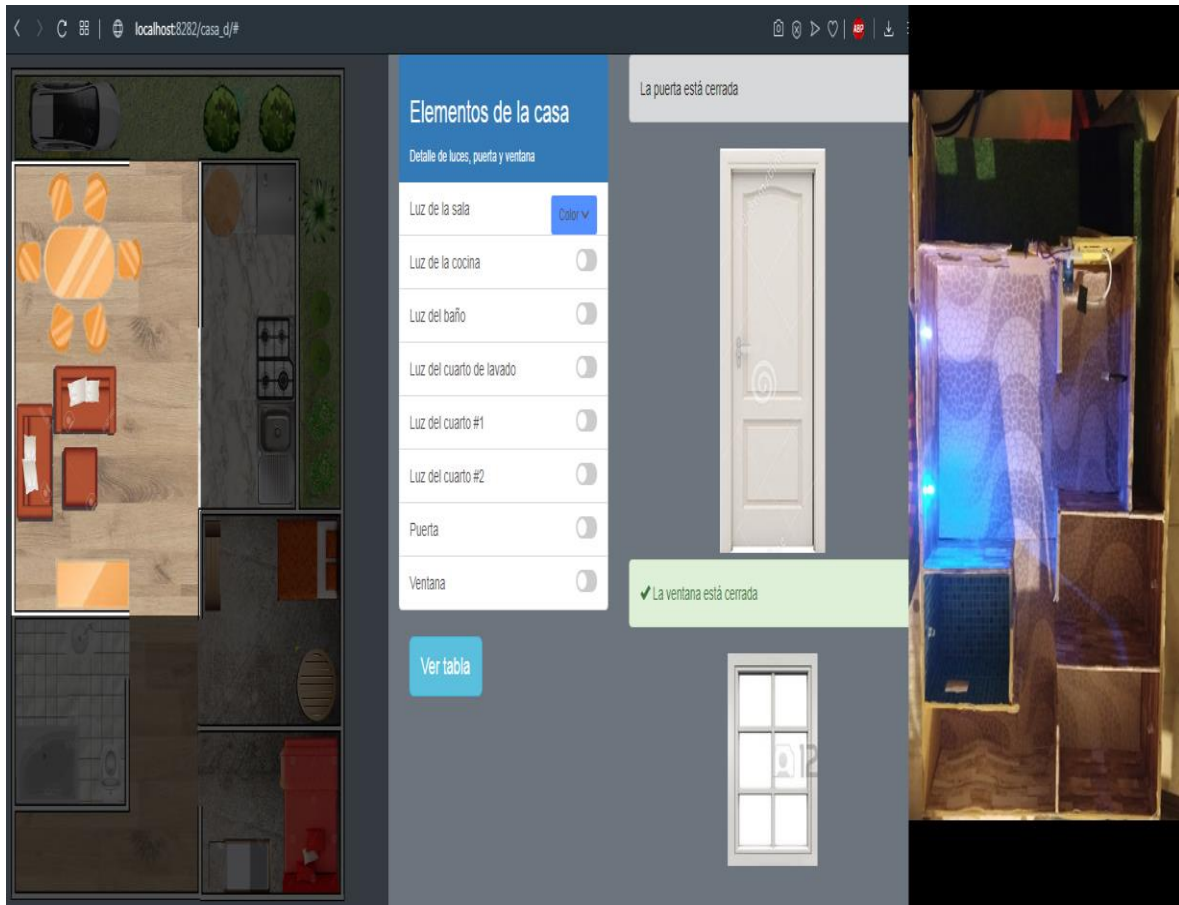 localhost:8282/casa_d/#
ABP
Elementos de la casa
Detalle de luces, puerta y ventana
Luz de la sala
Color
Luz de la cocina
Luz del baño
Luz del cuarto de lavado
Luz del cuarto #1
Luz del cuarto #2
Puerta
Ventana
Ver tabla
La puerta está cerrada
✔ La ventana está cerrada
12